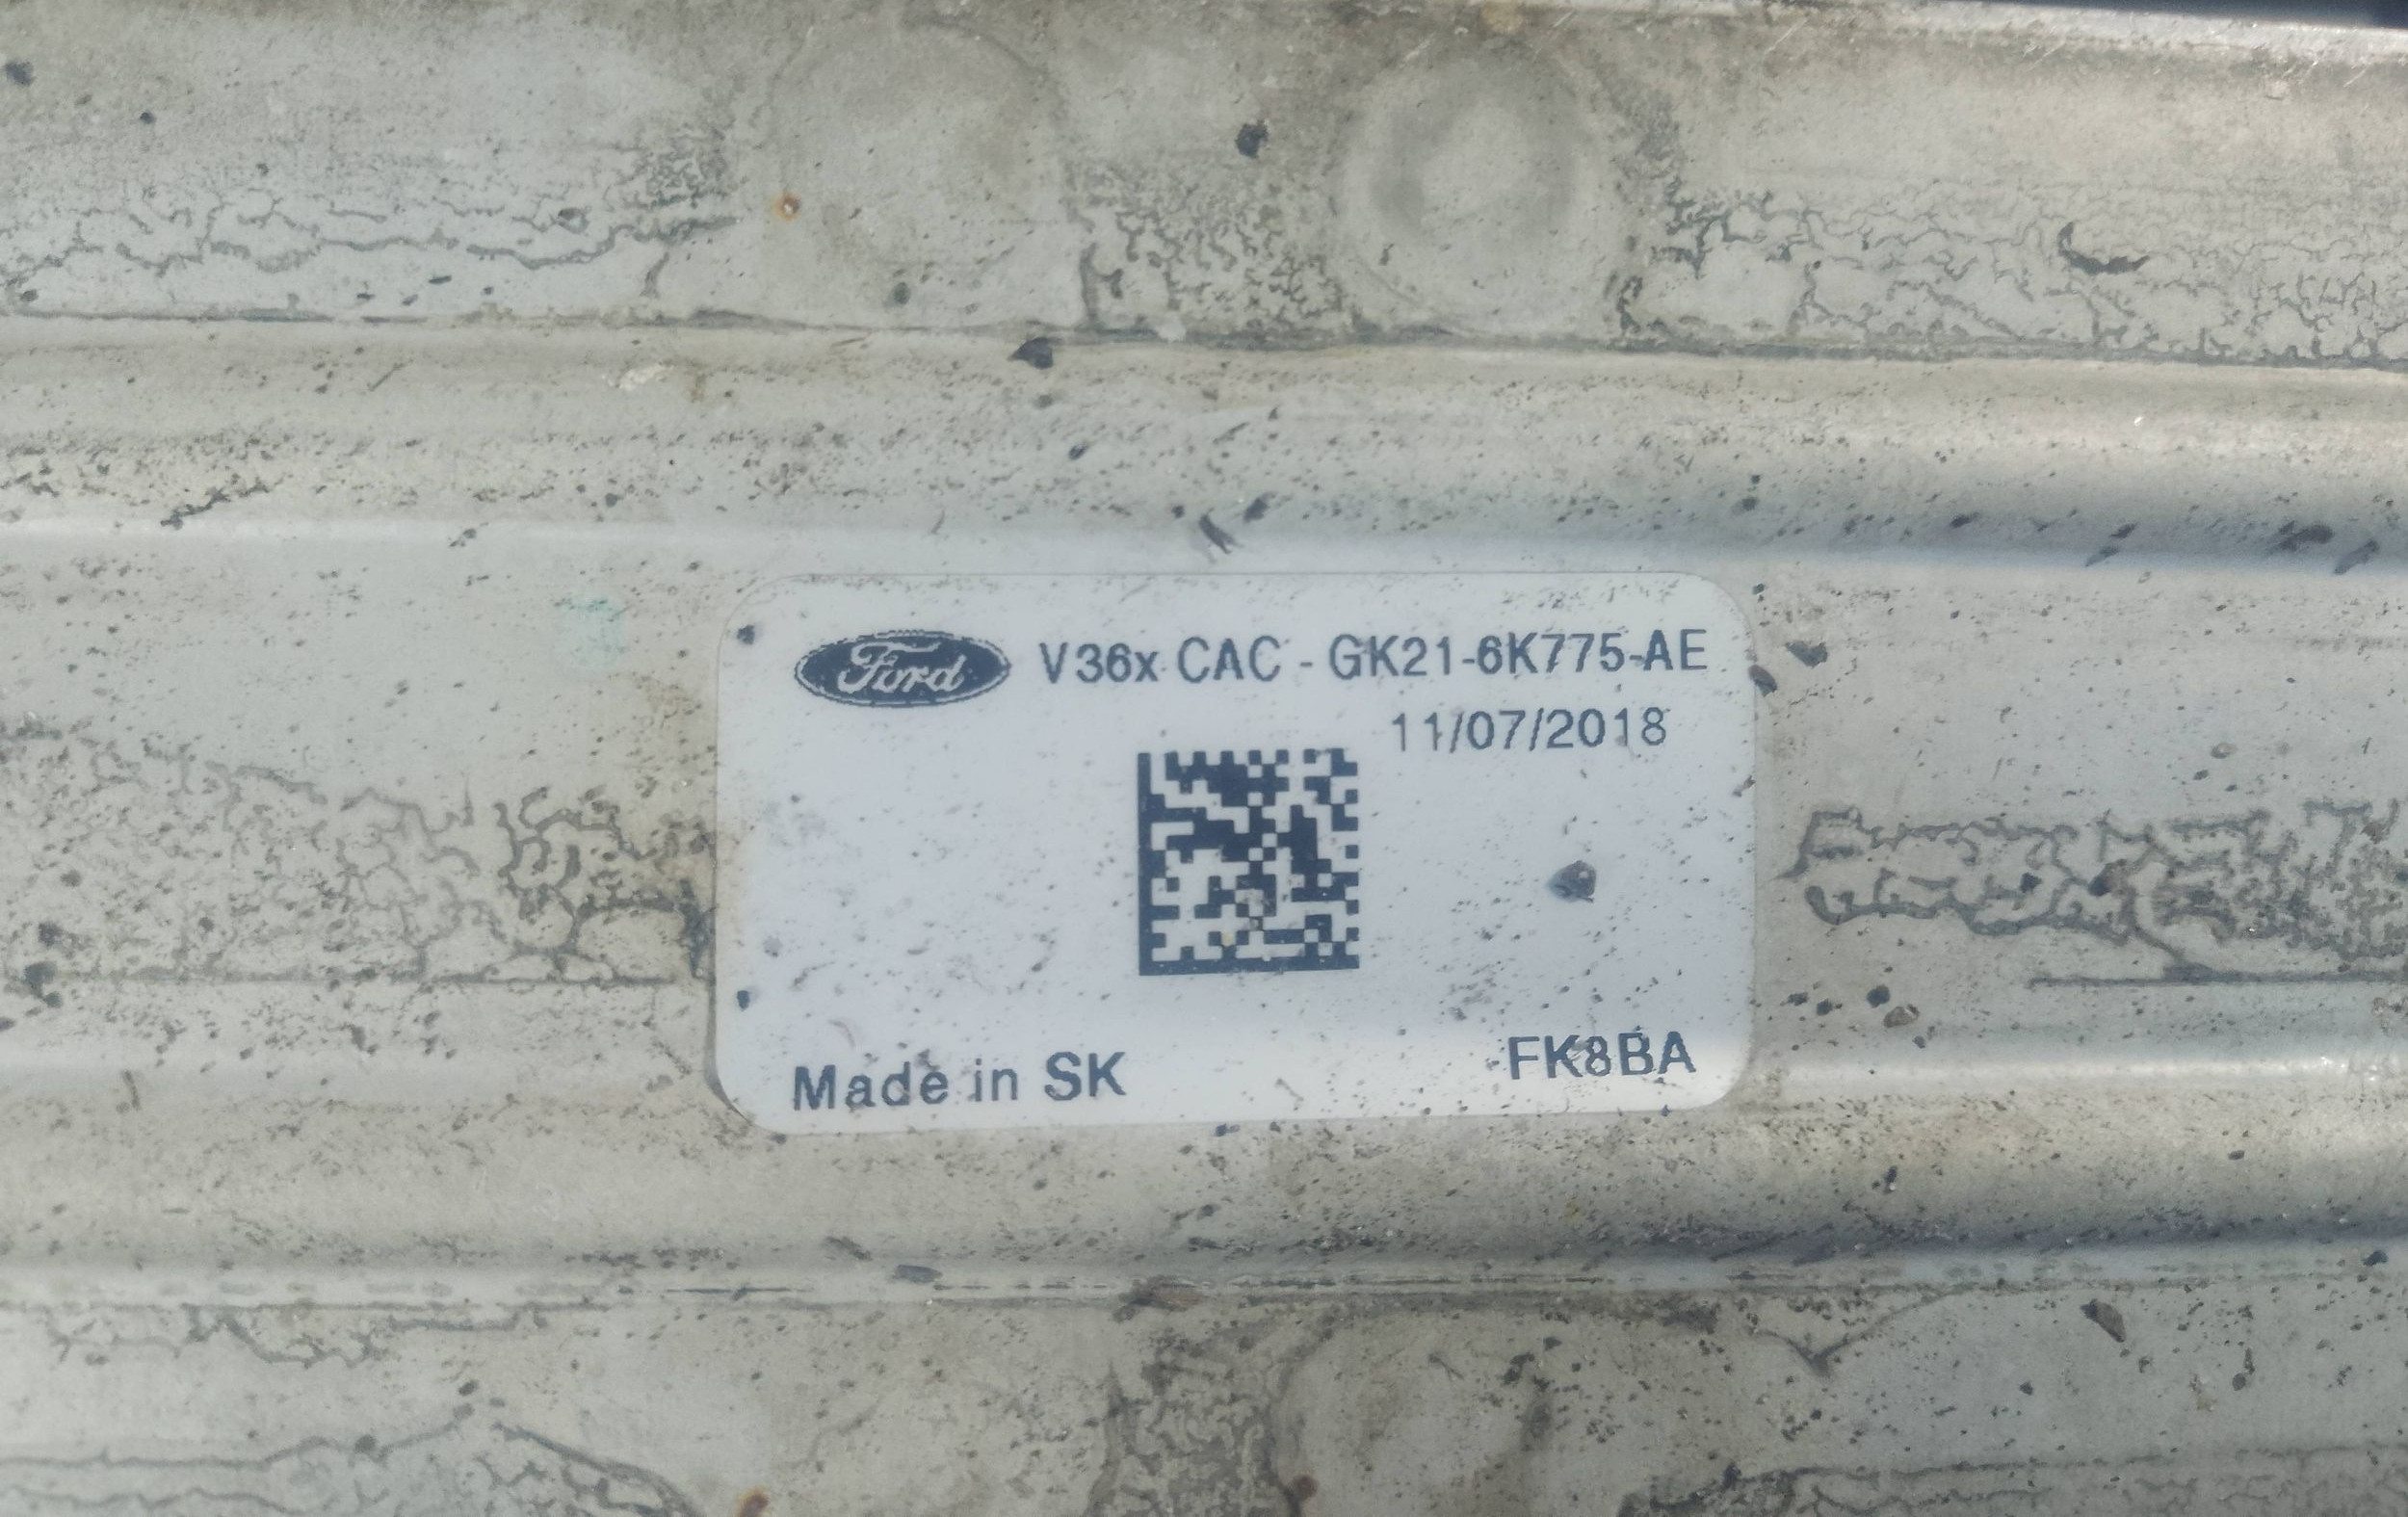 Ford V36x CAC - GK21-6K775-AE
11/07/2018
Made in SK
FK8BA